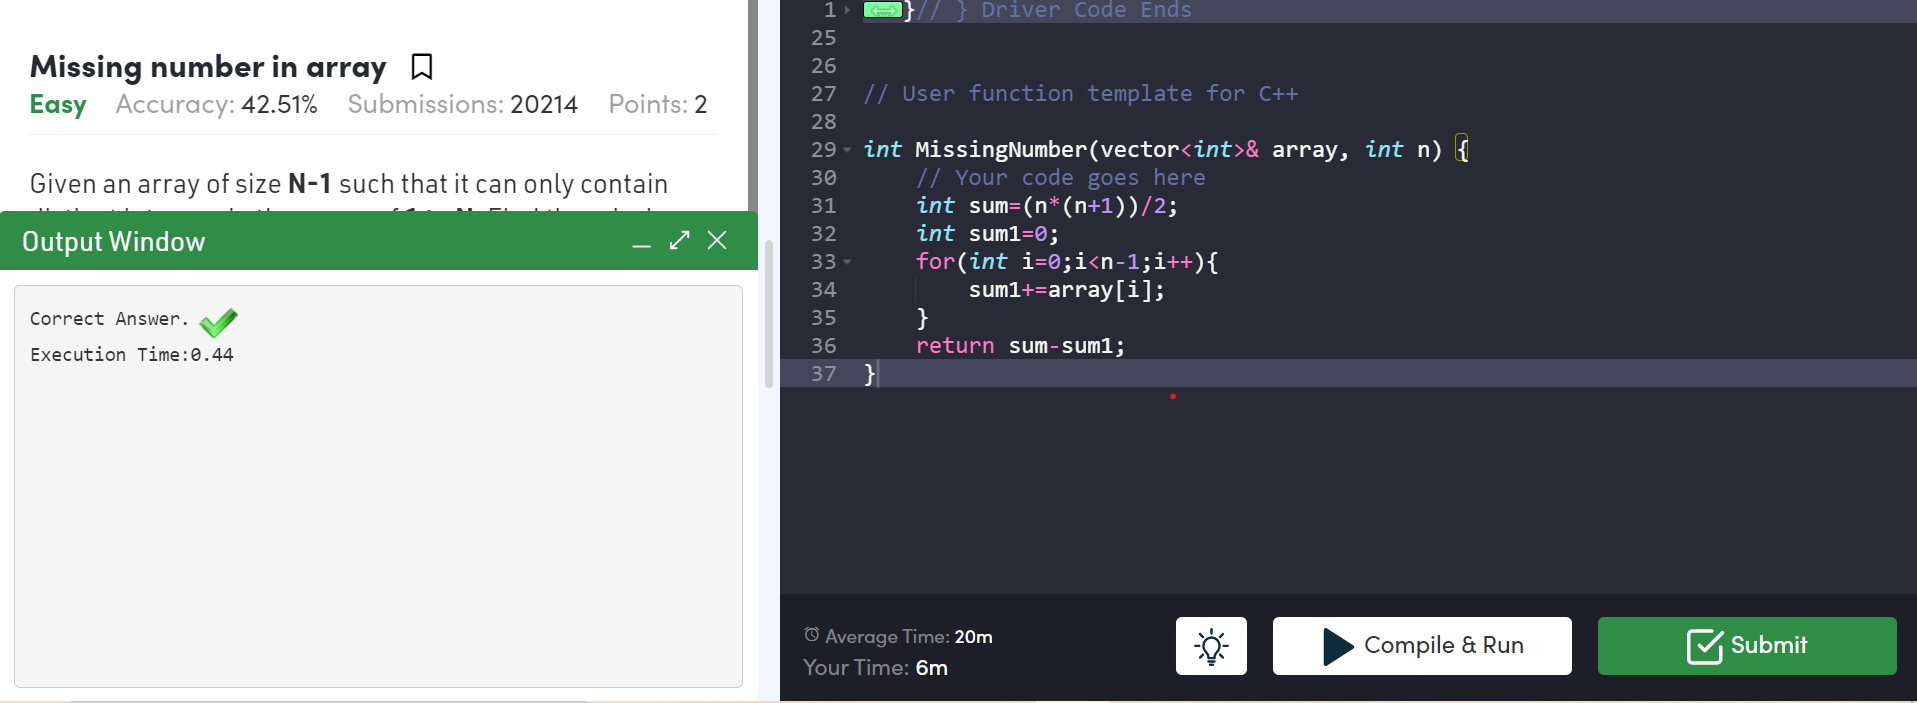 Missing number in array
Easy Accuracy: 42.51% Submissions: 20214 Points: 2
Given an array of size N-1 such that it can only contain
Output Window
Correct Answer.
Execution Time:0.44
1 }// } Driver Code Ends
25
26
27 // User function template for C++
28
29 int MissingNumber(vector<int>& array, int n) {
30     // Your code goes here
31     int sum=(n*(n+1))/2;
32     int sum1=0;
33     for(int i=0;i<n-1;i++){
34         sum1+=array[i];
35     }
36     return sum-sum1;
37 }
Average Time: 20m
Your Time: 6m
Compile & Run
Submit